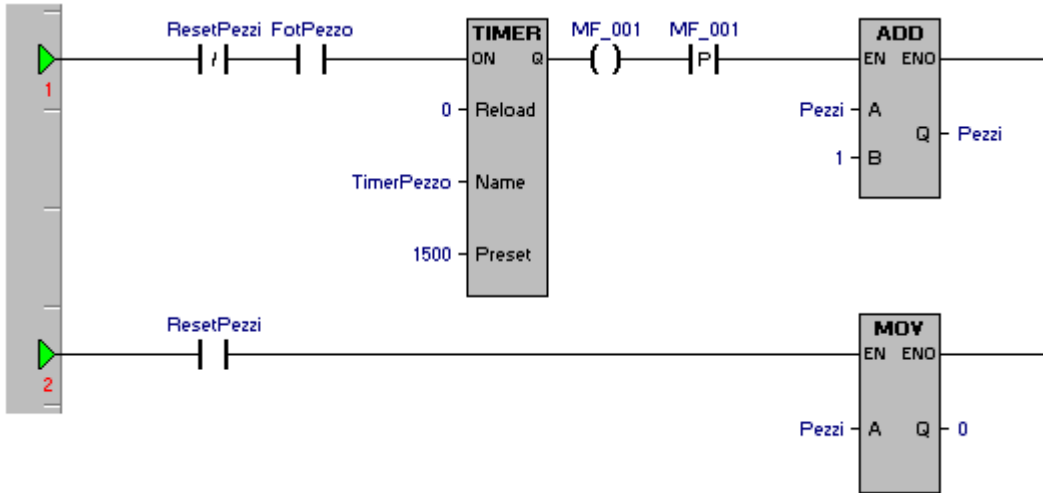 ResetPezzi FotPezzo TIMER MF_001 MF_001 ADD
/ ON Q P EN ENO
1
0 Reload Pezzi A
Q Pezzi
1 B
TimerPezzo Name
1500 Preset
ResetPezzi MOV
EN ENO
2
Pezzi A Q 0